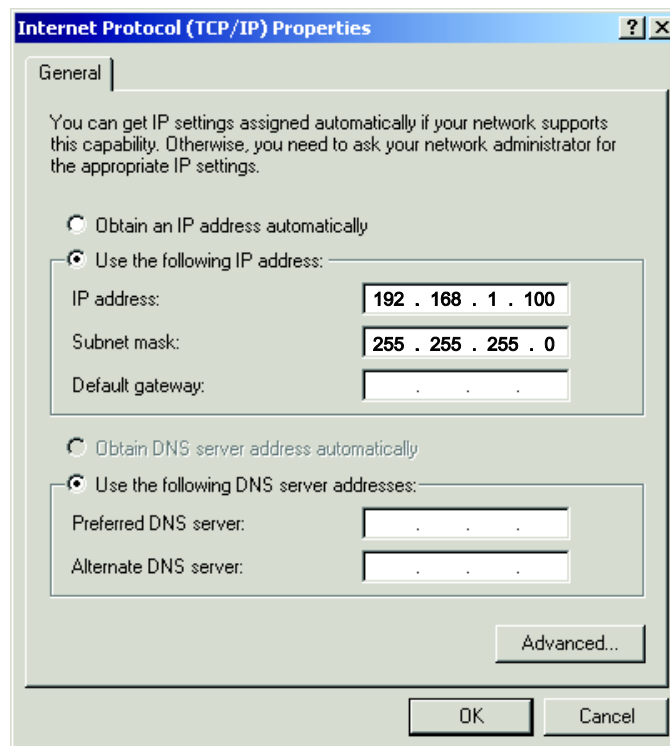 Internet Protocol (TCP/IP) Properties
General
You can get IP settings assigned automatically if your network supports
this capability. Otherwise, you need to ask your network administrator for
the appropriate IP settings.
Obtain an IP address automatically
Use the following IP address:
IP address: 192 . 168 . 1 . 100
Subnet mask: 255 . 255 . 255 . 0
Default gateway: . . .
Obtain DNS server address automatically
Use the following DNS server addresses:
Preferred DNS server: . . .
Alternate DNS server: . . .
Advanced...
OK Cancel